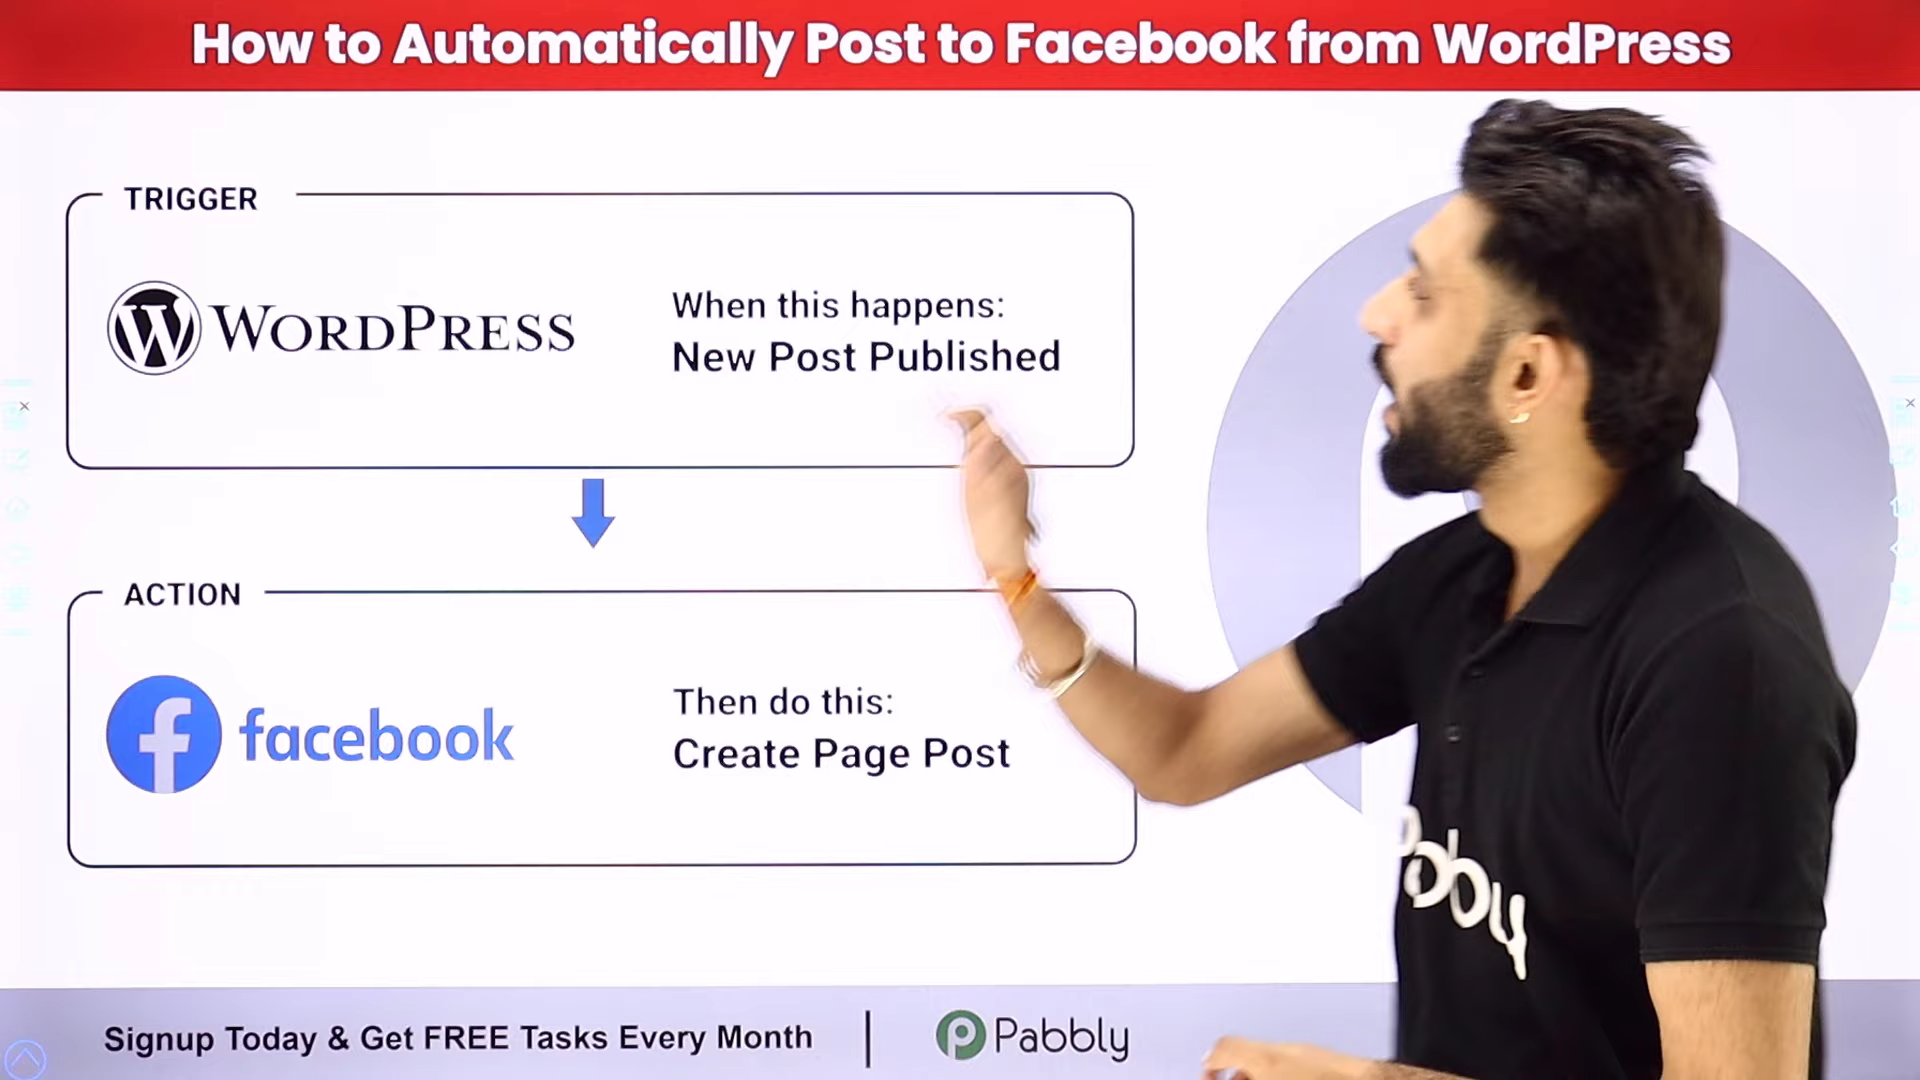 How to Automatically Post to Facebook from WordPress
TRIGGER
WORDPRESS
When this happens:
New Post Published
ACTION
facebook
Then do this:
Create Page Post
Pabbly
Signup Today & Get FREE Tasks Every Month
Pabbly